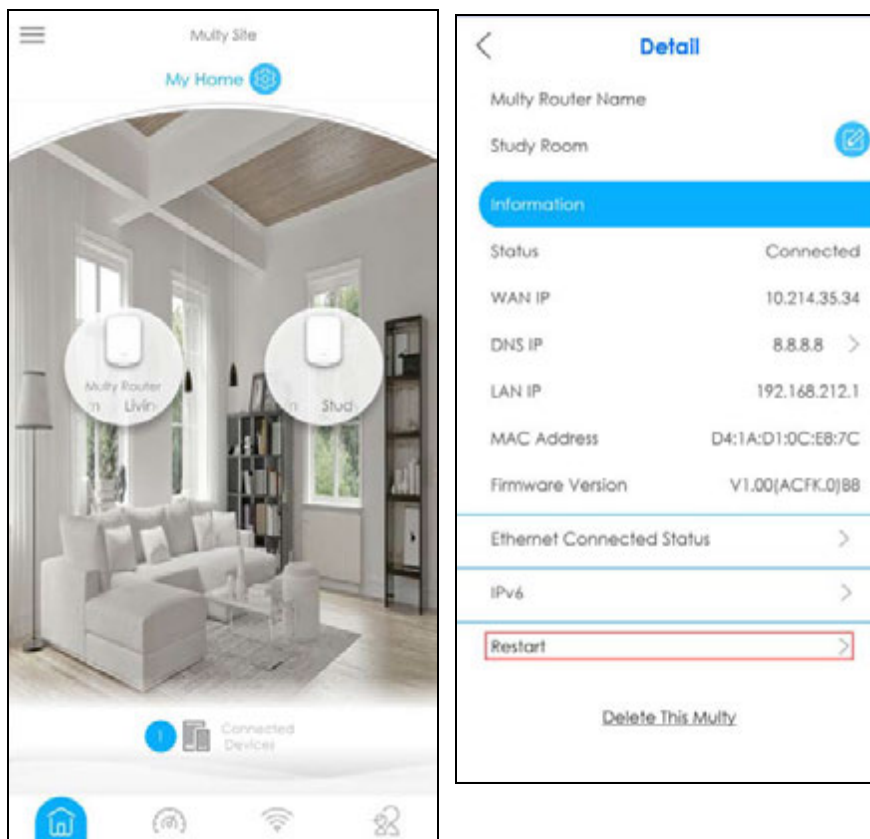 Multy Site
My Home
Multy Router
m Livin
n Stud
1 Connected
Devices
Detail
Multy Router Name
Study Room
Information
Status Connected
WAN IP 10.214.35.34
DNS IP 8.8.8.8
LAN IP 192.168.212.1
MAC Address D4:1A:D1:0C:E8:7C
Firmware Version V1.00(ACFK.0)B8
Ethernet Connected Status
IPv6
Restart
Delete This Multy